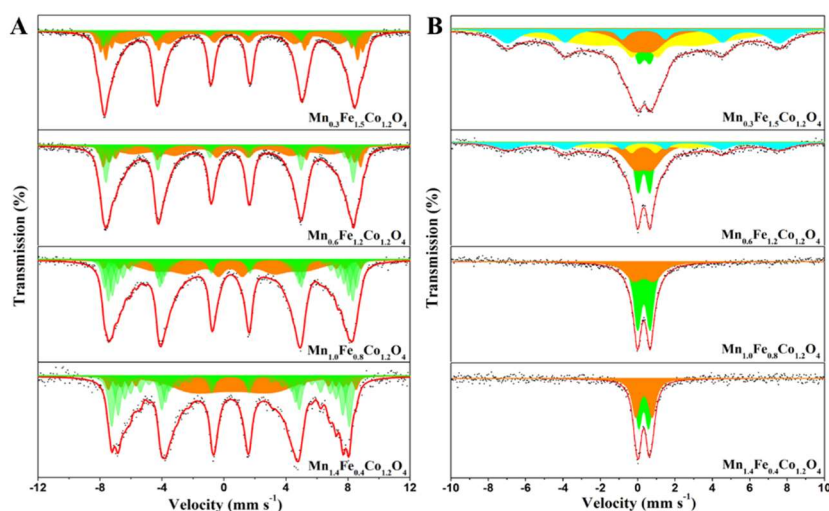 A
B
Mn0.3Fe1.5Co1.2O4
Mn0.3Fe1.5Co1.2O4
Mn0.6Fe1.2Co1.2O4
Mn0.6Fe1.2Co1.2O4
Transmission (%)
Transmission (%)
Mn1.0Fe0.8Co1.2O4
Mn1.0Fe0.8Co1.2O4
Mn1.4Fe0.4Co1.2O4
Mn1.4Fe0.4Co1.2O4
-12 -8 -4 0 4 8 12
-10 -8 -6 -4 -2 0 2 4 6 8 10
Velocity (mm s-1)
Velocity (mm s-1)